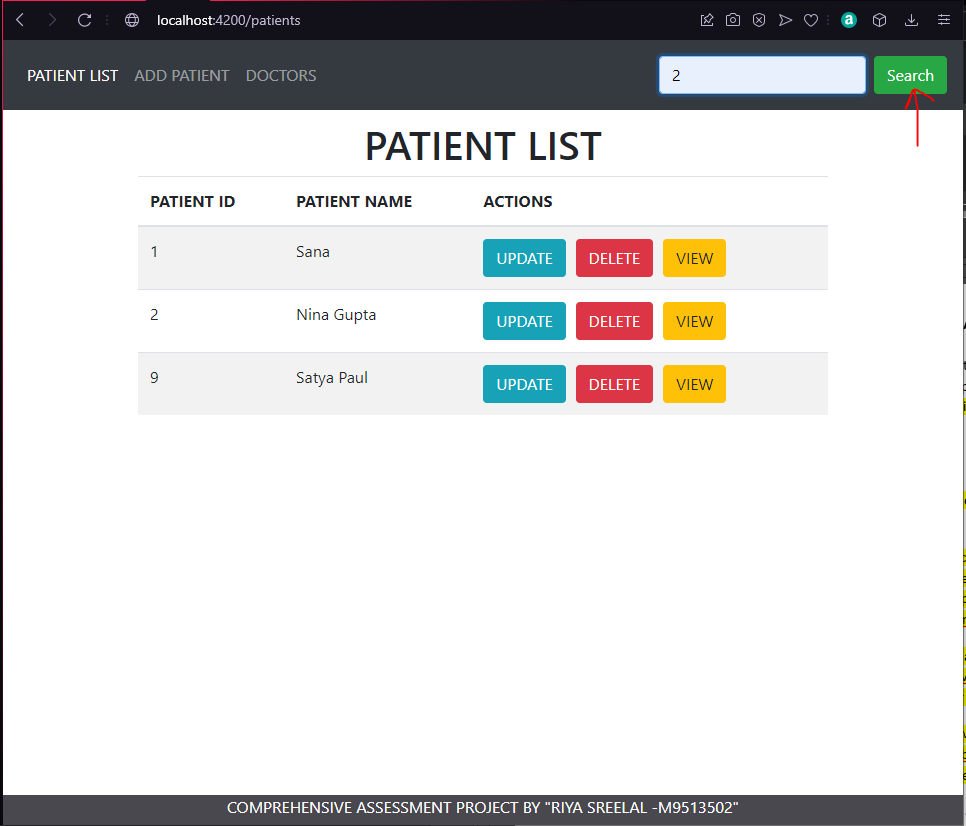 localhost:4200/patients
PATIENT LIST ADD PATIENT DOCTORS 2 Search
PATIENT LIST
PATIENT ID PATIENT NAME ACTIONS
1 Sana UPDATE DELETE VIEW
2 Nina Gupta UPDATE DELETE VIEW
9 Satya Paul UPDATE DELETE VIEW
COMPREHENSIVE ASSESSMENT PROJECT BY "RIYA SREELAL -M9513502"